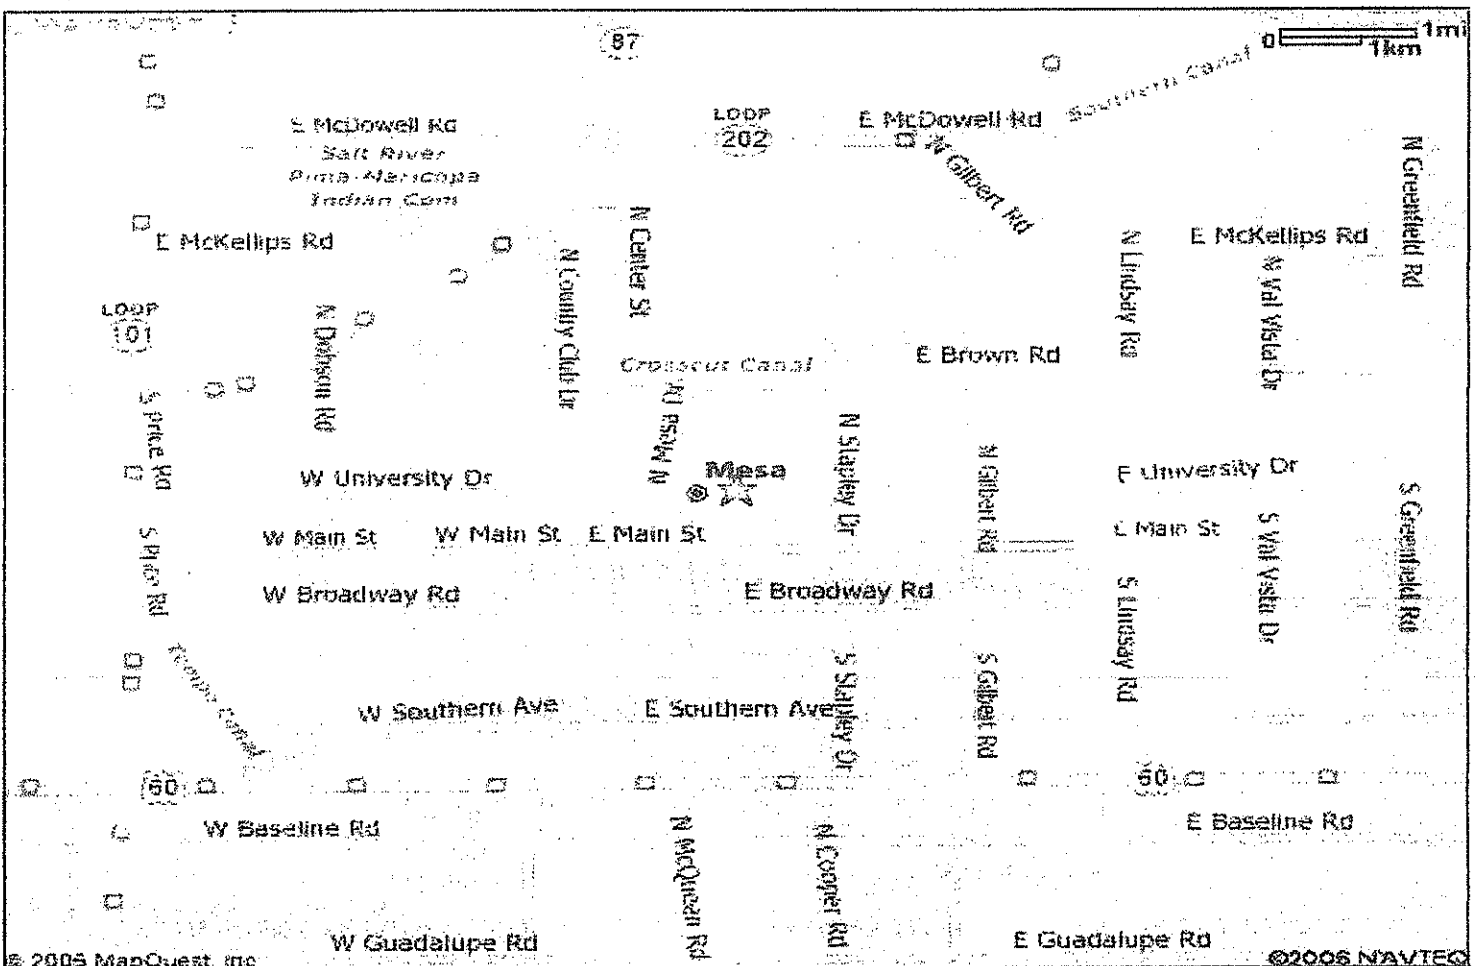 87
1mi
0
1km
Southern Canal
LOOP
202
E McDowell Rd
E McDowell Rd
Salt River
Pima-Maricopa
Indian Com
N Gilbert Rd
N Greenfield Rd
E McKellips Rd
N Center St
N Country Club Dr
N Lindsay Rd
E McKellips Rd
N Val Vista Dr
LOOP
101
N Dobson Rd
Crosscut Canal
E Brown Rd
S Price Rd
N Mesa Dr
N Stapley Dr
N Gilbert Rd
W University Dr
Mesa
E University Dr
S Greenfield Rd
W Main St
W Main St
E Main St
E Main St
S Val Vista Dr
S Price Rd
W Broadway Rd
E Broadway Rd
S Lindsay Rd
Tempe Canal
S Stapley Dr
S Gilbert Rd
W Southern Ave
E Southern Ave
60
60
W Baseline Rd
E Baseline Rd
N McQueen Rd
N Cooper Rd
W Guadalupe Rd
E Guadalupe Rd
MapQuest, Inc
NAVTEQ